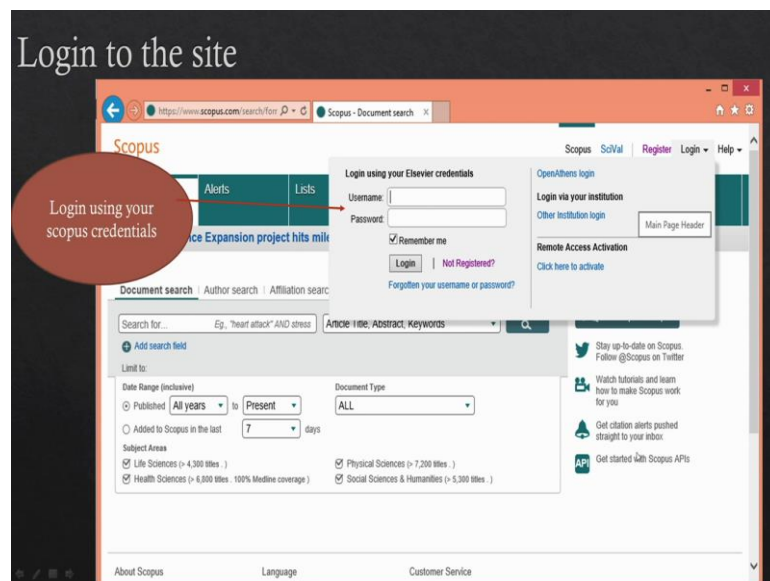 Login to the site
https://www.scopus.com/search/forr
Scopus - Document search
Scopus
Scopus SciVal Register Login Help
Alerts Lists
Login using your
scopus credentials
Login using your Elsevier credentials
Username:
Password:
Remember me
Login | Not Registered?
Forgotten your username or password?
OpenAthens login
Login via your institution
Other Institution login
Main Page Header
Remote Access Activation
Click here to activate
Expansion project hits
Document search | Author search | Affiliation
Search for... Eg., "heart attack" AND stress Article Title, Abstract, Keywords
Add search field
Limit to:
Date Range (inclusive) Document Type
Published All years to Present ALL
Added to Scopus in the last 7 days
Subject Areas
Life Sciences (> 4,300 titles . ) Physical Sciences (> 7,200 titles . )
Health Sciences (> 6,800 titles . 100% Medline coverage ) Social Sciences & Humanities (> 5,300 titles . )
Stay up-to-date on Scopus.
Follow @Scopus on Twitter
Watch tutorials and learn
how to make Scopus work
for you
Get citation alerts pushed
straight to your inbox
API Get started with Scopus APIs
About Scopus Language Customer Service